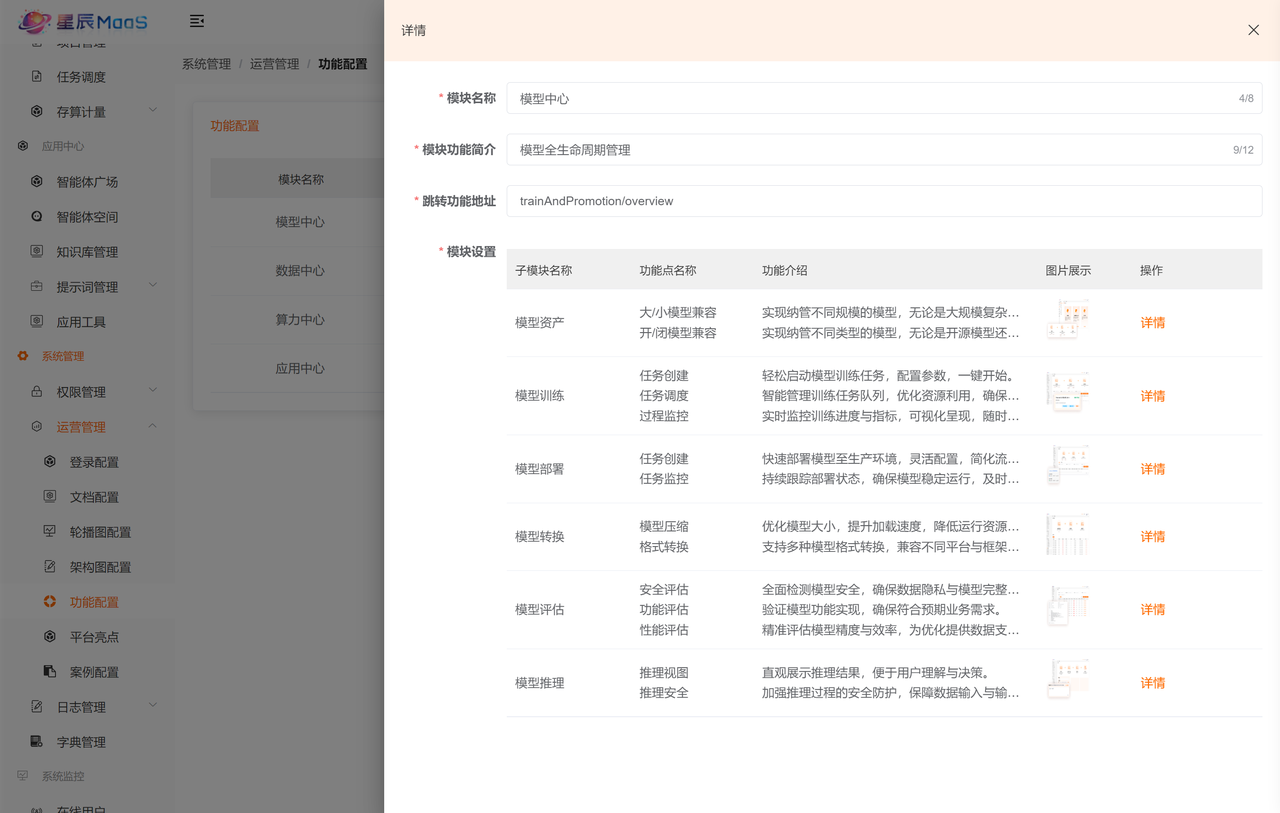 星辰MaaS
项目管理
任务调度
存算计量
应用中心
智能体广场
智能体空间
知识库管理
提示词管理
应用工具
系统管理
权限管理
运营管理
登录配置
文档配置
轮播图配置
架构图配置
功能配置
平台亮点
案例配置
日志管理
字典管理
系统监控
在线用户
系统管理 / 运营管理 / 功能配置
功能配置
模块名称
模型中心
数据中心
算力中心
应用中心
详情
* 模块名称 模型中心 4/8
* 模块功能简介 模型全生命周期管理 9/12
* 跳转功能地址 trainAndPromotion/overview
* 模块设置
子模块名称 功能点名称 功能介绍 图片展示 操作
模型资产 详情
大/小模型兼容 实现纳管不同规模的模型，无论是大规模复杂...
开/闭模型兼容 实现纳管不同类型的模型，无论是开源模型还...
模型训练 详情
任务创建 轻松启动模型训练任务，配置参数，一键开始。
任务调度 智能管理训练任务队列，优化资源利用，确保...
过程监控 实时监控训练进度与指标，可视化呈现，随时...
模型部署 详情
任务创建 快速部署模型至生产环境，灵活配置，简化流...
任务监控 持续跟踪部署状态，确保模型稳定运行，及时...
模型转换 详情
模型压缩 优化模型大小，提升加载速度，降低运行资源...
格式转换 支持多种模型格式转换，兼容不同平台与框架...
模型评估 详情
安全评估 全面检测模型安全，确保数据隐私与模型完整...
功能评估 验证模型功能实现，确保符合预期业务需求。
性能评估 精准评估模型精度与效率，为优化提供数据支...
模型推理 详情
推理视图 直观展示推理结果，便于用户理解与决策。
推理安全 加强推理过程的安全防护，保障数据输入与输...